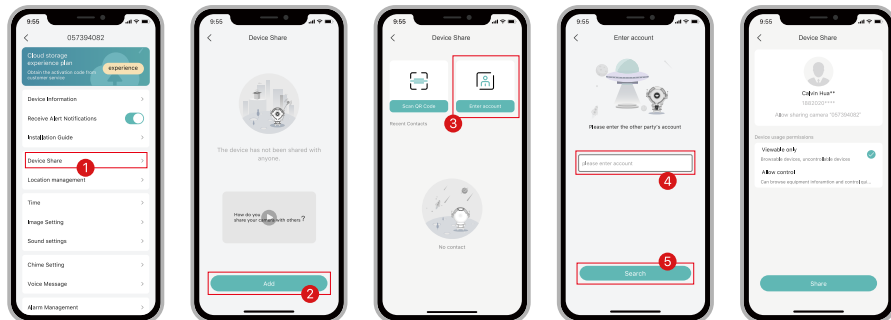 9:55
057394082
Cloud storage
experience plan
Obtain the activation code from
customer service
experience
Device Information
Receive Alert Notifications
Installation Guide
Device Share
1
Location management
Time
Image Setting
Sound settings
Chime Setting
Voice Message
Alarm Management
9:55
Device Share
The device has not been shared with
anyone.
How do you
share your camera with others ?
Add
2
9:55
Device Share
Scan QR Code
Enter account
3
Recent Contacts
No contact
9:55
Enter account
Please enter the other party's account
please enter account
4
5
Search
9:55
Device Share
Calvin Hua**
1882030****
Allow sharing camera "057394082"
Device usage permissions:
Viewable only
Browsable devices, uncontrollable devices
Allow control
Can browse equipment
Share